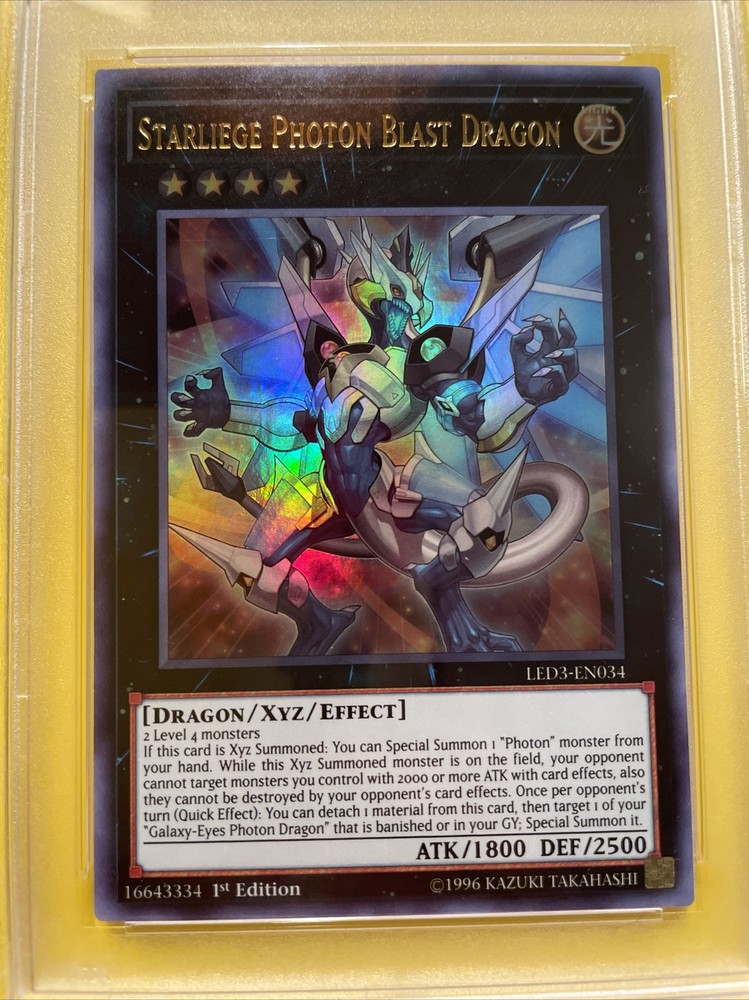 STARLIEGE PHOTON BLAST DRAGON
LIGHT
光
LED3-EN034
[DRAGON/XYZ/EFFECT]
2 Level 4 monsters
If this card is Xyz Summoned: You can Special Summon 1 "Photon" monster from
your hand. While this Xyz Summoned monster is on the field, your opponent
cannot target monsters you control with 2000 or more ATK with card effects, also
they cannot be destroyed by your opponent's card effects. Once per opponent's
turn (Quick Effect): You can detach 1 material from this card, then target 1 of your
"Galaxy-Eyes Photon Dragon" that is banished or in your GY; Special Summon it.
ATK/1800 DEF/2500
16643334 1st Edition ©1996 KAZUKI TAKAHASHI